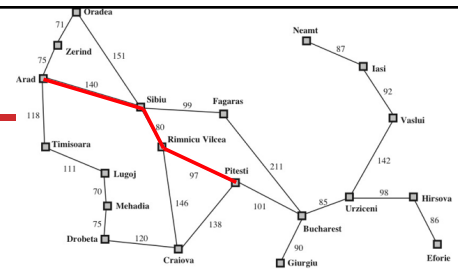 Oradea
71
Neamt
Zerind
87
151
75
Iasi
Arad
140
92
Sibiu
99
Fagaras
118
80
Vaslui
Rimnicu Vilcea
Timisoara
111
Lugoj
97
Pitesti
211
142
70
98
Hirsova
Mehadia
146
101
85
Urziceni
75
138
86
Bucharest
Drobeta
120
90
Craiova
Giurgiu
Eforie